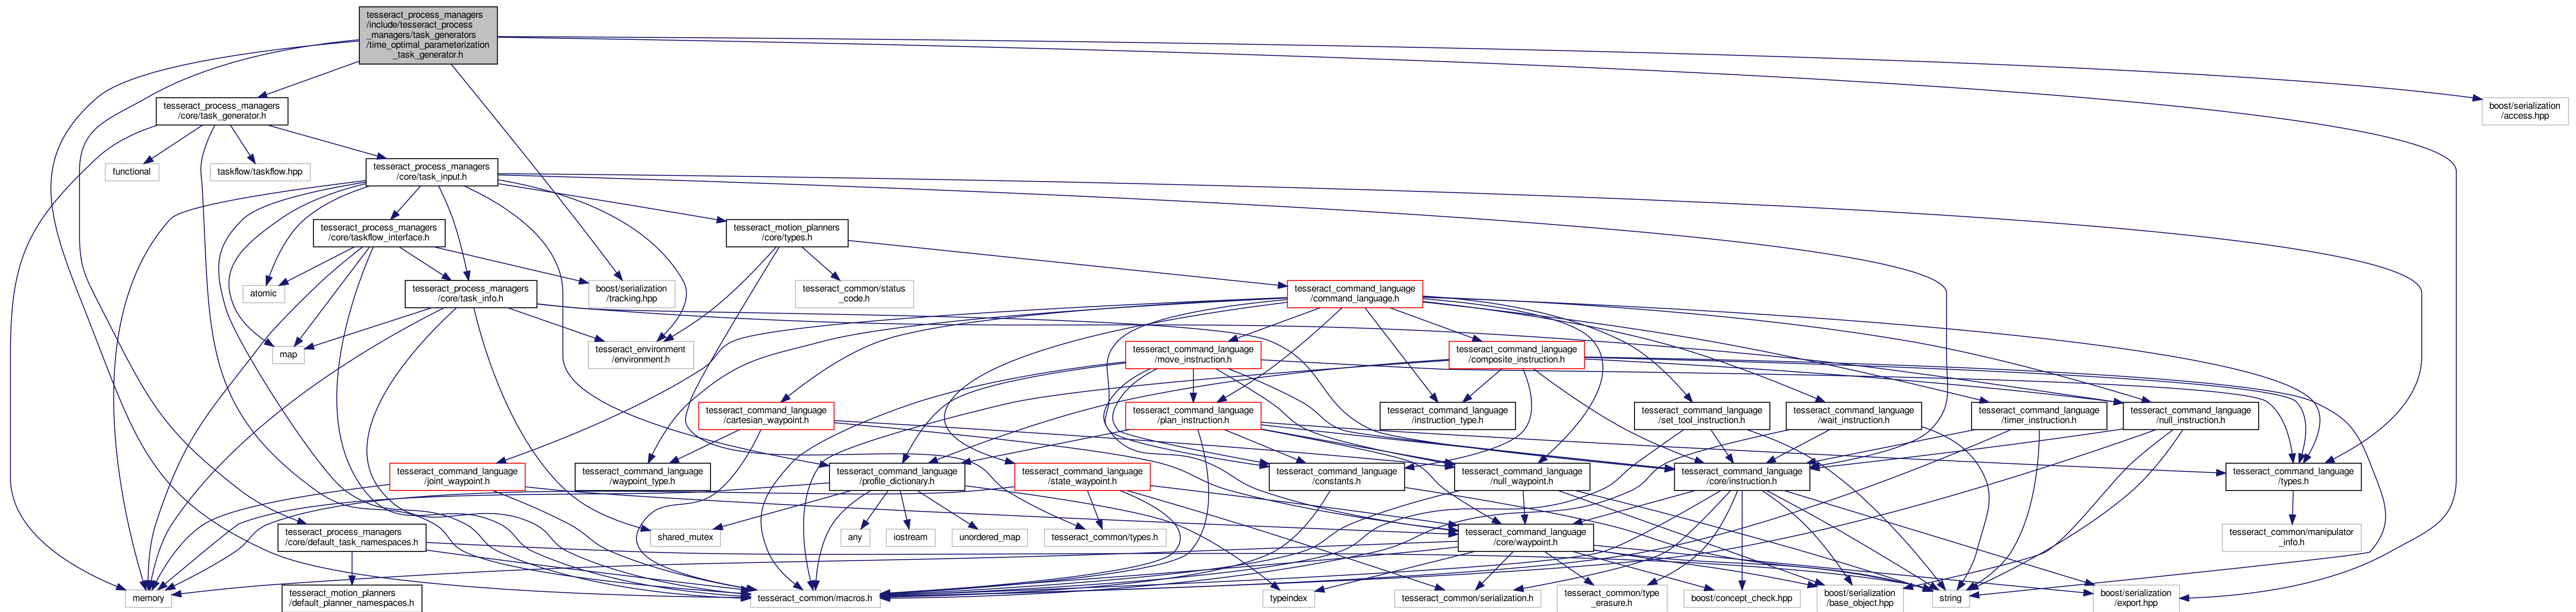 tesseract_process_managers
/include/tesseract_process
_managers/task_generators
/time_optimal_parameterization
_task_generator.h
tesseract_process_managers
/core/task_generator.h
boost/serialization
/access.hpp
functional
taskflow/taskflow.hpp
tesseract_process_managers
/core/task_input.h
tesseract_process_managers
/core/taskflow_interface.h
tesseract_motion_planners
/core/types.h
atomic
tesseract_process_managers
/core/task_info.h
boost/serialization
/tracking.hpp
tesseract_common/status
_code.h
tesseract_command_language
/command_language.h
map
tesseract_environment
/environment.h
tesseract_command_language
/move_instruction.h
tesseract_command_language
/composite_instruction.h
tesseract_command_language
/cartesian_waypoint.h
tesseract_command_language
/plan_instruction.h
tesseract_command_language
/instruction_type.h
tesseract_command_language
/set_tool_instruction.h
tesseract_command_language
/wait_instruction.h
tesseract_command_language
/timer_instruction.h
tesseract_command_language
/null_instruction.h
tesseract_command_language
/joint_waypoint.h
tesseract_command_language
/waypoint_type.h
tesseract_command_language
/profile_dictionary.h
tesseract_command_language
/state_waypoint.h
tesseract_command_language
/constants.h
tesseract_command_language
/null_waypoint.h
tesseract_command_language
/core/instruction.h
tesseract_command_language
/types.h
tesseract_process_managers
/core/default_task_namespaces.h
shared_mutex
any
iostream
unordered_map
tesseract_common/types.h
tesseract_command_language
/core/waypoint.h
tesseract_common/manipulator
_info.h
memory
tesseract_motion_planners
/default_planner_namespaces.h
tesseract_common/macros.h
typeindex
tesseract_common/serialization.h
tesseract_common/type
_erasure.h
boost/concept_check.hpp
boost/serialization
/base_object.hpp
string
boost/serialization
/export.hpp